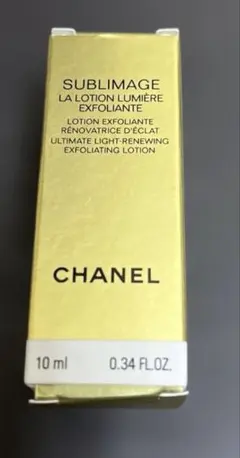 SUBLIMAGE
LA LOTION LUMIÈRE
EXFOLIANTE
LOTION EXFOLIANTE
RÉNOVATRICE D'ÉCLAT
ULTIMATE LIGHT-RENEWING
EXFOLIATING LOTION
CHANEL
10 ml 0.34 FL.OZ.